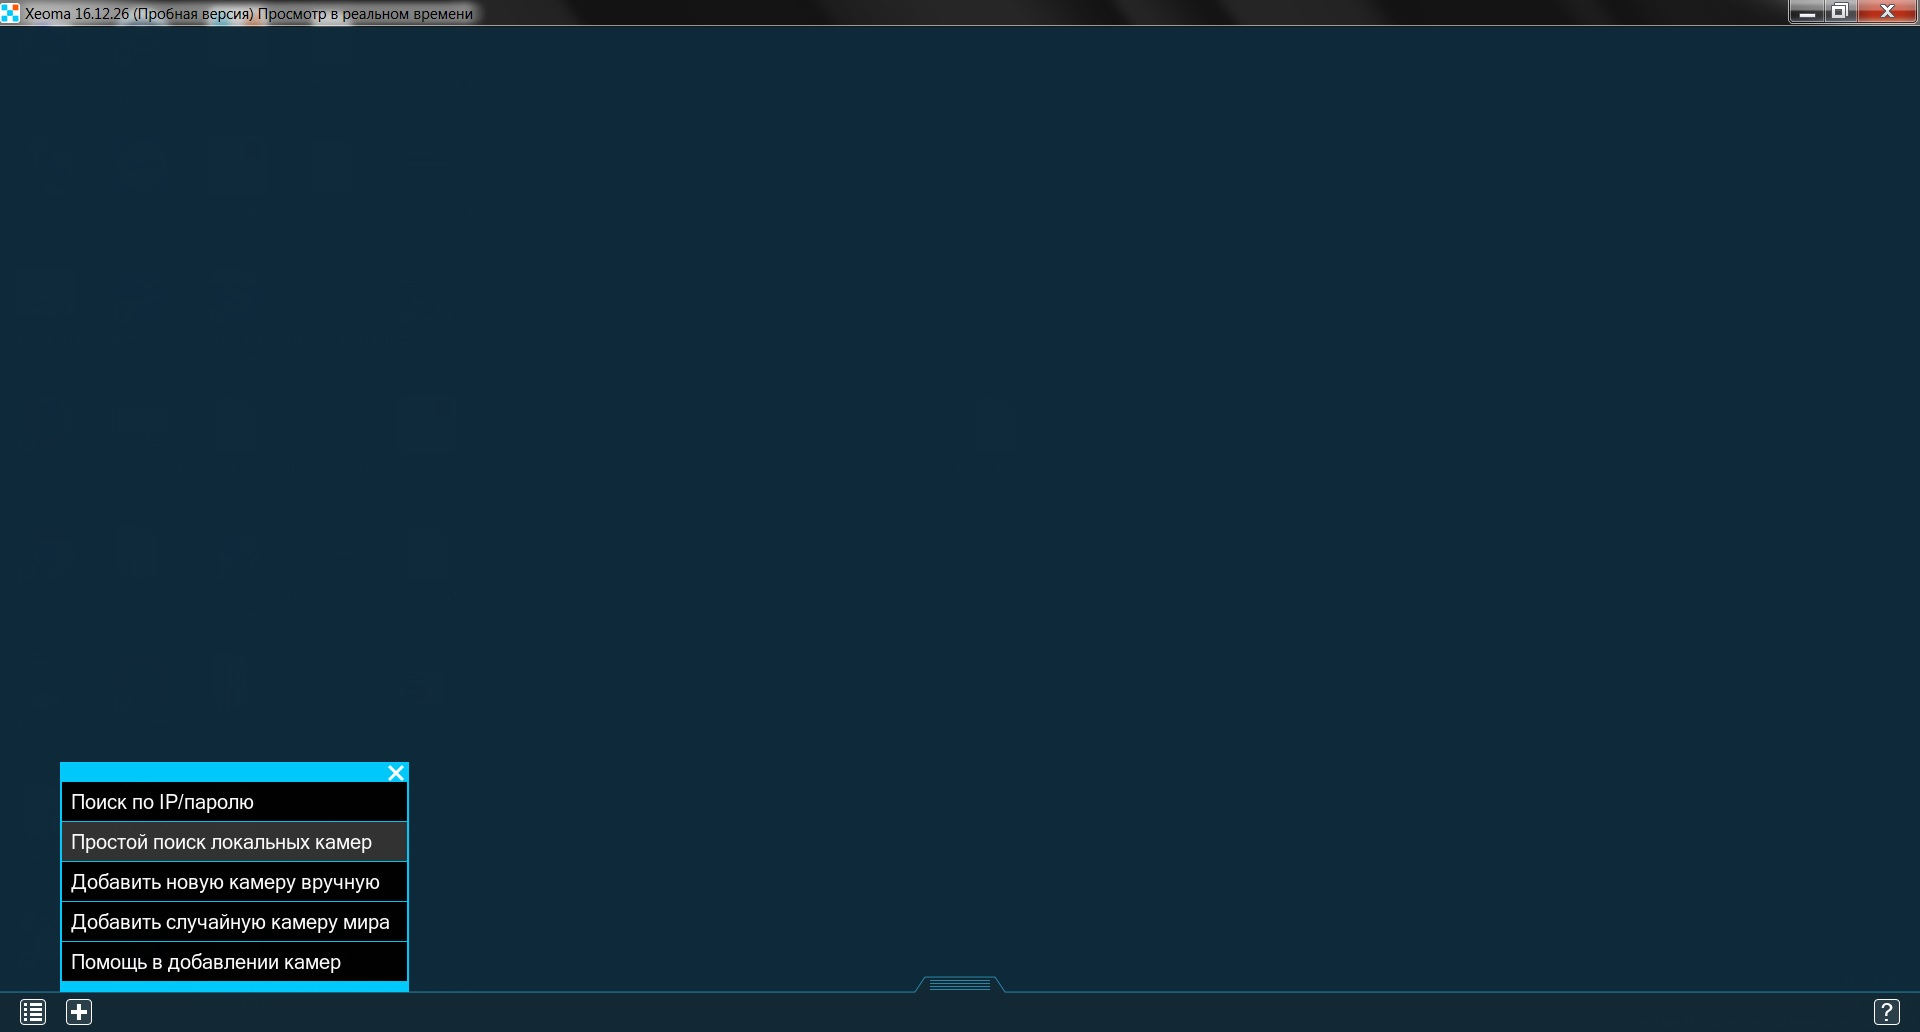 Xeoma 16.12.26 (Пробная версия) Просмотр в реальном времени
Поиск по IP/паролю
Простой поиск локальных камер
Добавить новую камеру вручную
Добавить случайную камеру мира
Помощь в добавлении камер
?